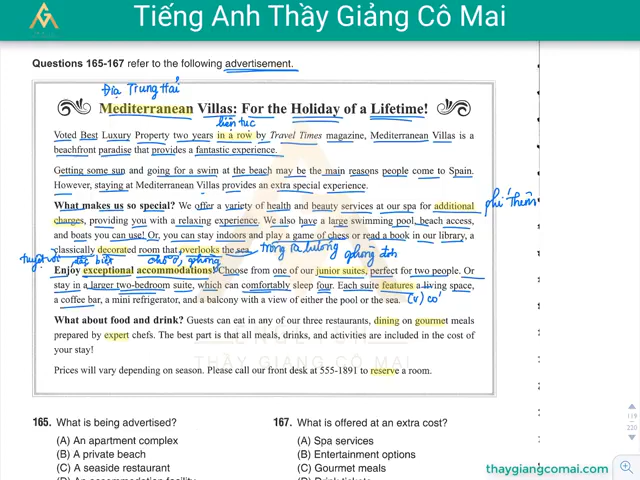 Tiếng Anh Thầy Giảng Cô Mai
Questions 165-167 refer to the following advertisement.
Địa Trung Hải
Mediterranean Villas: For the Holiday of a Lifetime!
liên tục
Voted Best Luxury Property two years in a row by Travel Times magazine, Mediterranean Villas is a
beachfront paradise that provides a fantastic experience.
Getting some sun and going for a swim at the beach may be the main reasons people come to Spain.
However, staying at Mediterranean Villas provides an extra special experience.
What makes us so special? We offer a variety of health and beauty services at our spa for additional
phí thêm
charges, providing you with a relaxing experience. We also have a large swimming pool, beach access,
and boats you can use! Or, you can stay indoors and play a game of chess or read a book in our library, a
classically decorated room that overlooks the sea.
tuyệt vời đặc biệt chỗ ở, phòng
Enjoy exceptional accommodations! Choose from one of our junior suites, perfect for two people. Or
stay in a larger two-bedroom suite, which can comfortably sleep four. Each suite features a living space,
a coffee bar, a mini refrigerator, and a balcony with a view of either the pool or the sea.
(v) có
What about food and drink? Guests can eat in any of our three restaurants, dining on gourmet meals
prepared by expert chefs. The best part is that all meals, drinks, and activities are included in the cost of
your stay!
THẦY GIẢNG CÔ MAI
Prices will vary depending on season. Please call our front desk at 555-1891 to reserve a room.
165. What is being advertised?
(A) An apartment complex
(B) A private beach
(C) A seaside restaurant
167. What is offered at an extra cost?
(A) Spa services
(B) Entertainment options
(C) Gourmet meals
119
220
thaygiangcomai.com